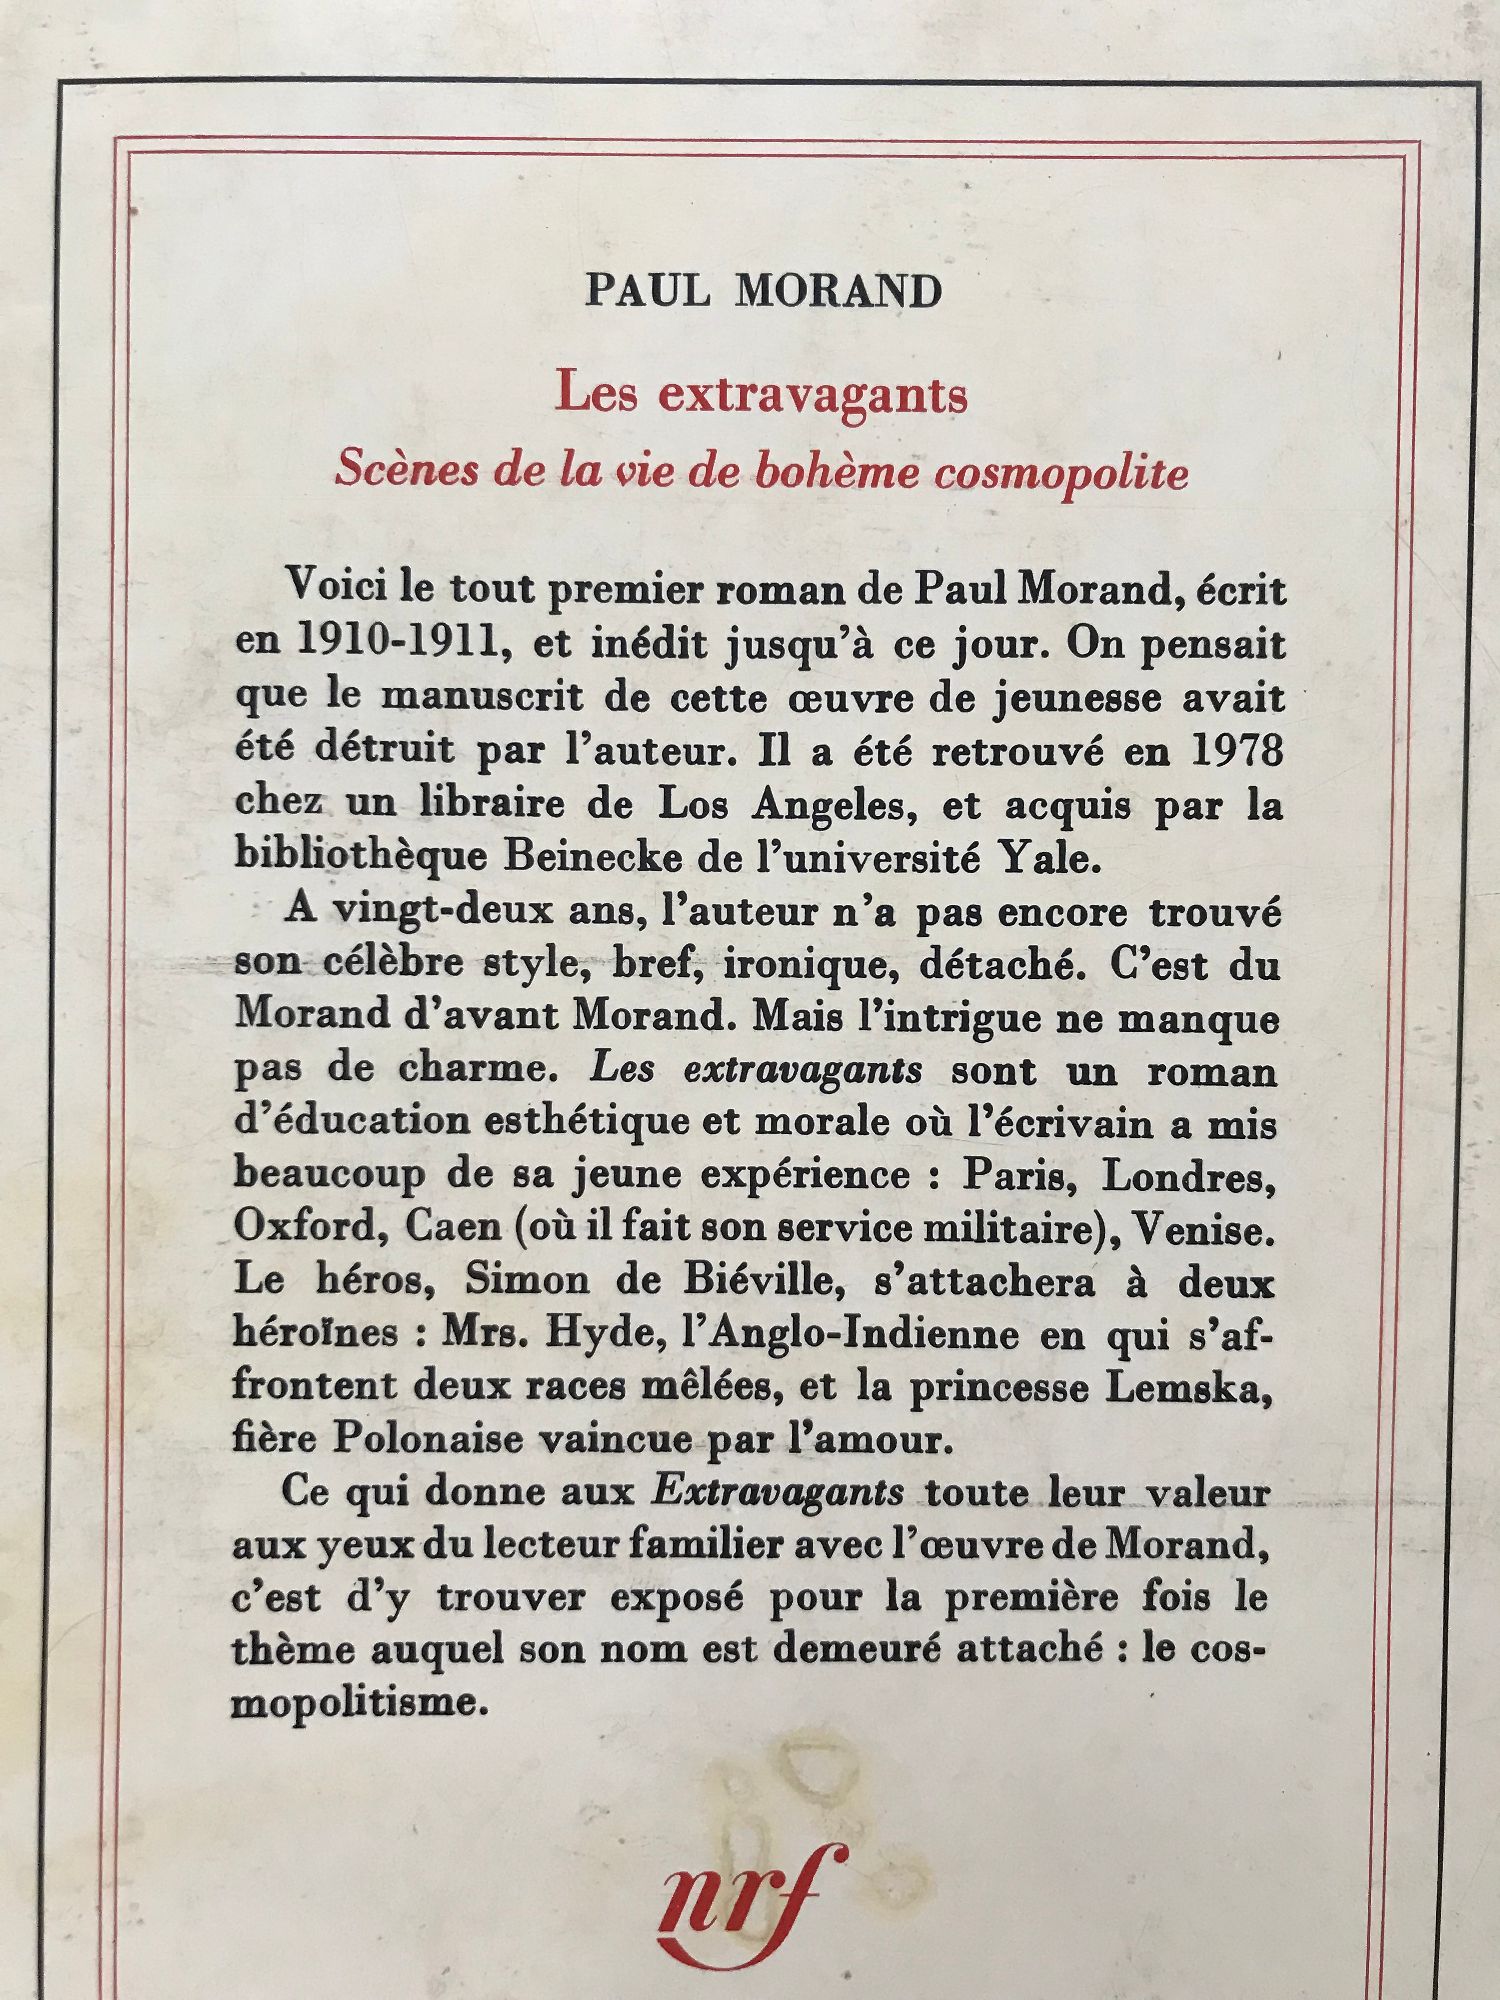 PAUL MORAND
Les extravagants
Scènes de la vie de bohème cosmopolite
Voici le tout premier roman de Paul Morand, écrit
en 1910-1911, et inédit jusqu'à ce jour. On pensait
que le manuscrit de cette œuvre de jeunesse avait
été détruit par l'auteur. Il a été retrouvé en 1978
chez un libraire de Los Angeles, et acquis par la
bibliothèque Beinecke de l'université Yale.
A vingt-deux ans, l'auteur n'a pas encore trouvé
son célèbre style, bref, ironique, détaché. C'est du
Morand d'avant Morand. Mais l'intrigue ne manque
pas de charme. Les extravagants sont un roman
d'éducation esthétique et morale où l'écrivain a mis
beaucoup de sa jeune expérience : Paris, Londres,
Oxford, Caen (où il fait son service militaire), Venise.
Le héros, Simon de Biéville, s'attachera à deux
héroïnes : Mrs. Hyde, l'Anglo-Indienne en qui s'af-
frontent deux races mêlées, et la princesse Lemska,
fière Polonaise vaincue par l'amour.
Ce qui donne aux Extravagants toute leur valeur
aux yeux du lecteur familier avec l'œuvre de Morand,
c'est d'y trouver exposé pour la première fois le
thème auquel son nom est demeuré attaché : le cos-
mopolitisme.
nrf